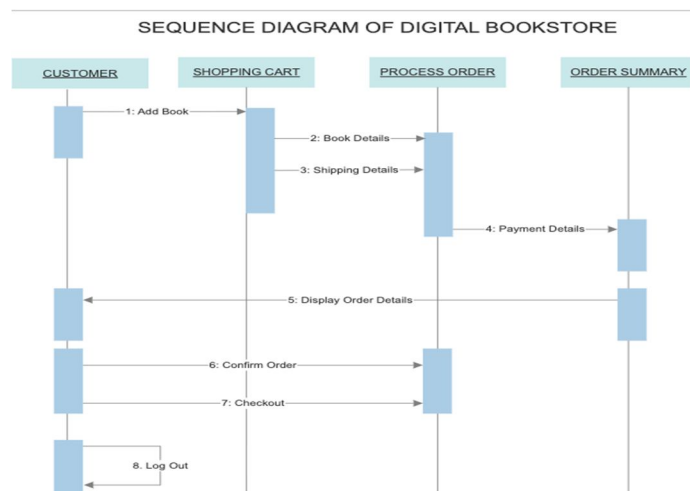 SEQUENCE DIAGRAM OF DIGITAL BOOKSTORE
CUSTOMER
SHOPPING CART
PROCESS ORDER
ORDER SUMMARY
1: Add Book
2: Book Details
3: Shipping Details
4: Payment Details
5: Display Order Details
6: Confirm Order
7: Checkout
8. Log Out